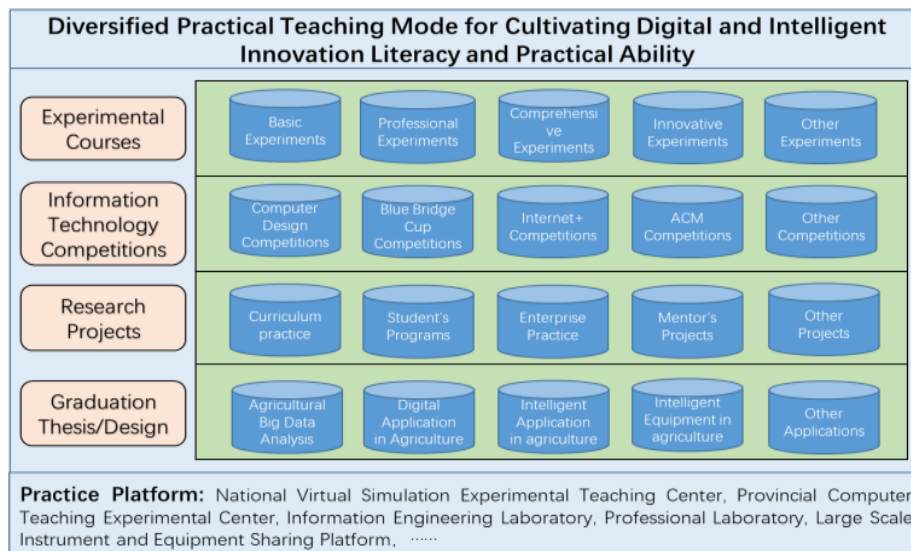 Diversified Practical Teaching Mode for Cultivating Digital and Intelligent
Innovation Literacy and Practical Ability
Experimental
Courses
Basic
Experiments
Professional
Experiments
Comprehensi
ve
Experiments
Innovative
Experiments
Other
Experiments
Information
Technology
Competitions
Computer
Design
Competitions
Blue Bridge
Cup
Competitions
Internet+
Competitions
ACM
Competitions
Other
Competitions
Research
Projects
Curriculum
practice
Student's
Programs
Enterprise
Practice
Mentor's
Projects
Other
Projects
Graduation
Thesis/Design
Agricultural
Big Data
Analysis
Digital
Application
in Agriculture
Intelligent
Application
in agriculture
Intelligent
Equipment in
agriculture
Other
Applications
Practice Platform: National Virtual Simulation Experimental Teaching Center, Provincial Computer
Teaching Experimental Center, Information Engineering Laboratory, Professional Laboratory, Large Scale
Instrument and Equipment Sharing Platform, ……